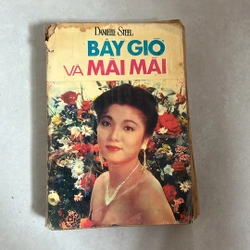 DANIELLE STEEL
BÂY GIỜ
VÀ MÃI MÃI